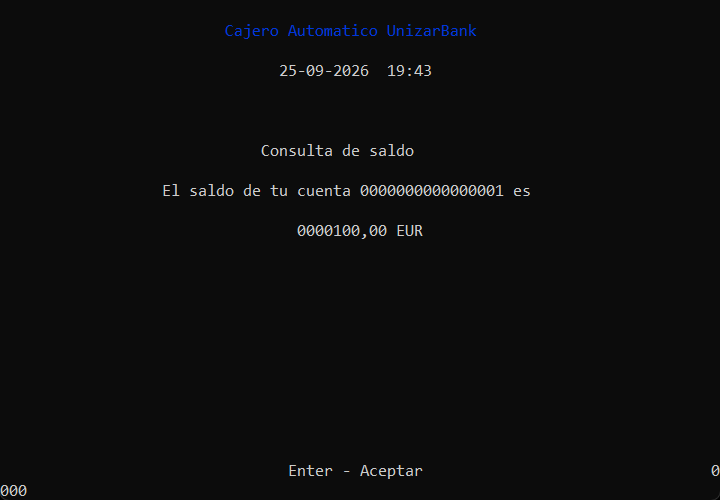 Cajero Automatico UnizarBank
25-09-2026  19:43
Consulta de saldo
El saldo de tu cuenta 0000000000000001 es
0000100,00 EUR
Enter - Aceptar 0
000